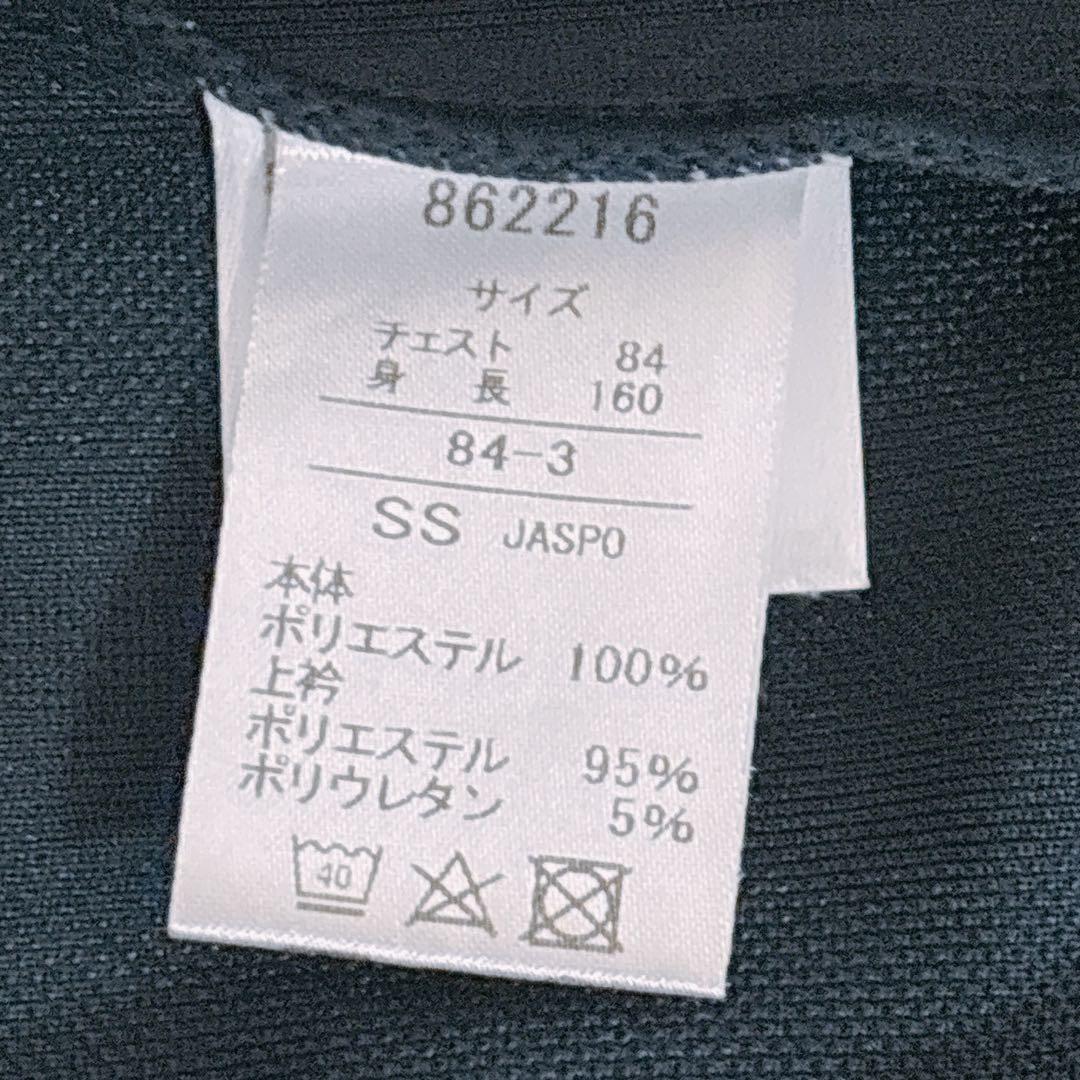 862216
サイズ
チェスト 84
身長 160
84-3
SS JASPO
本体
ポリエステル 100%
上衿
ポリエステル 95%
ポリウレタン 5%
40